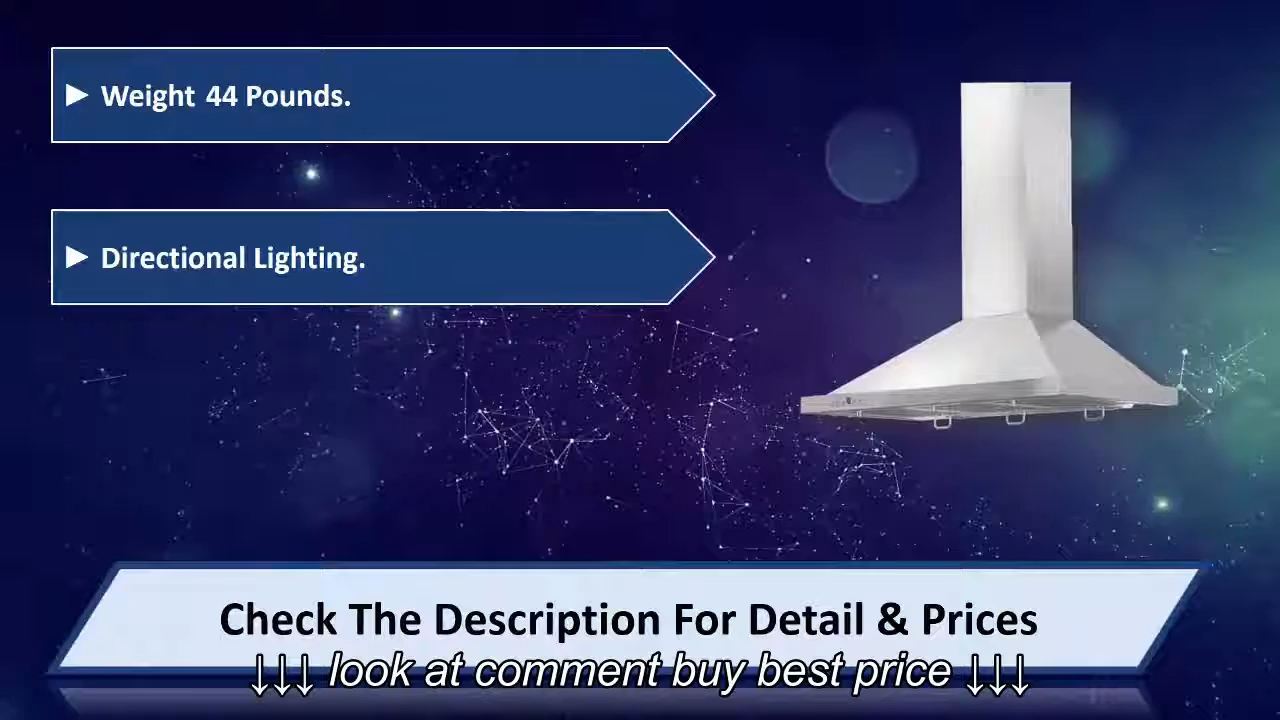 ► Weight 44 Pounds.
► Directional Lighting.
Check The Description For Detail & Prices
↓↓↓ look at comment buy best price ↓↓↓